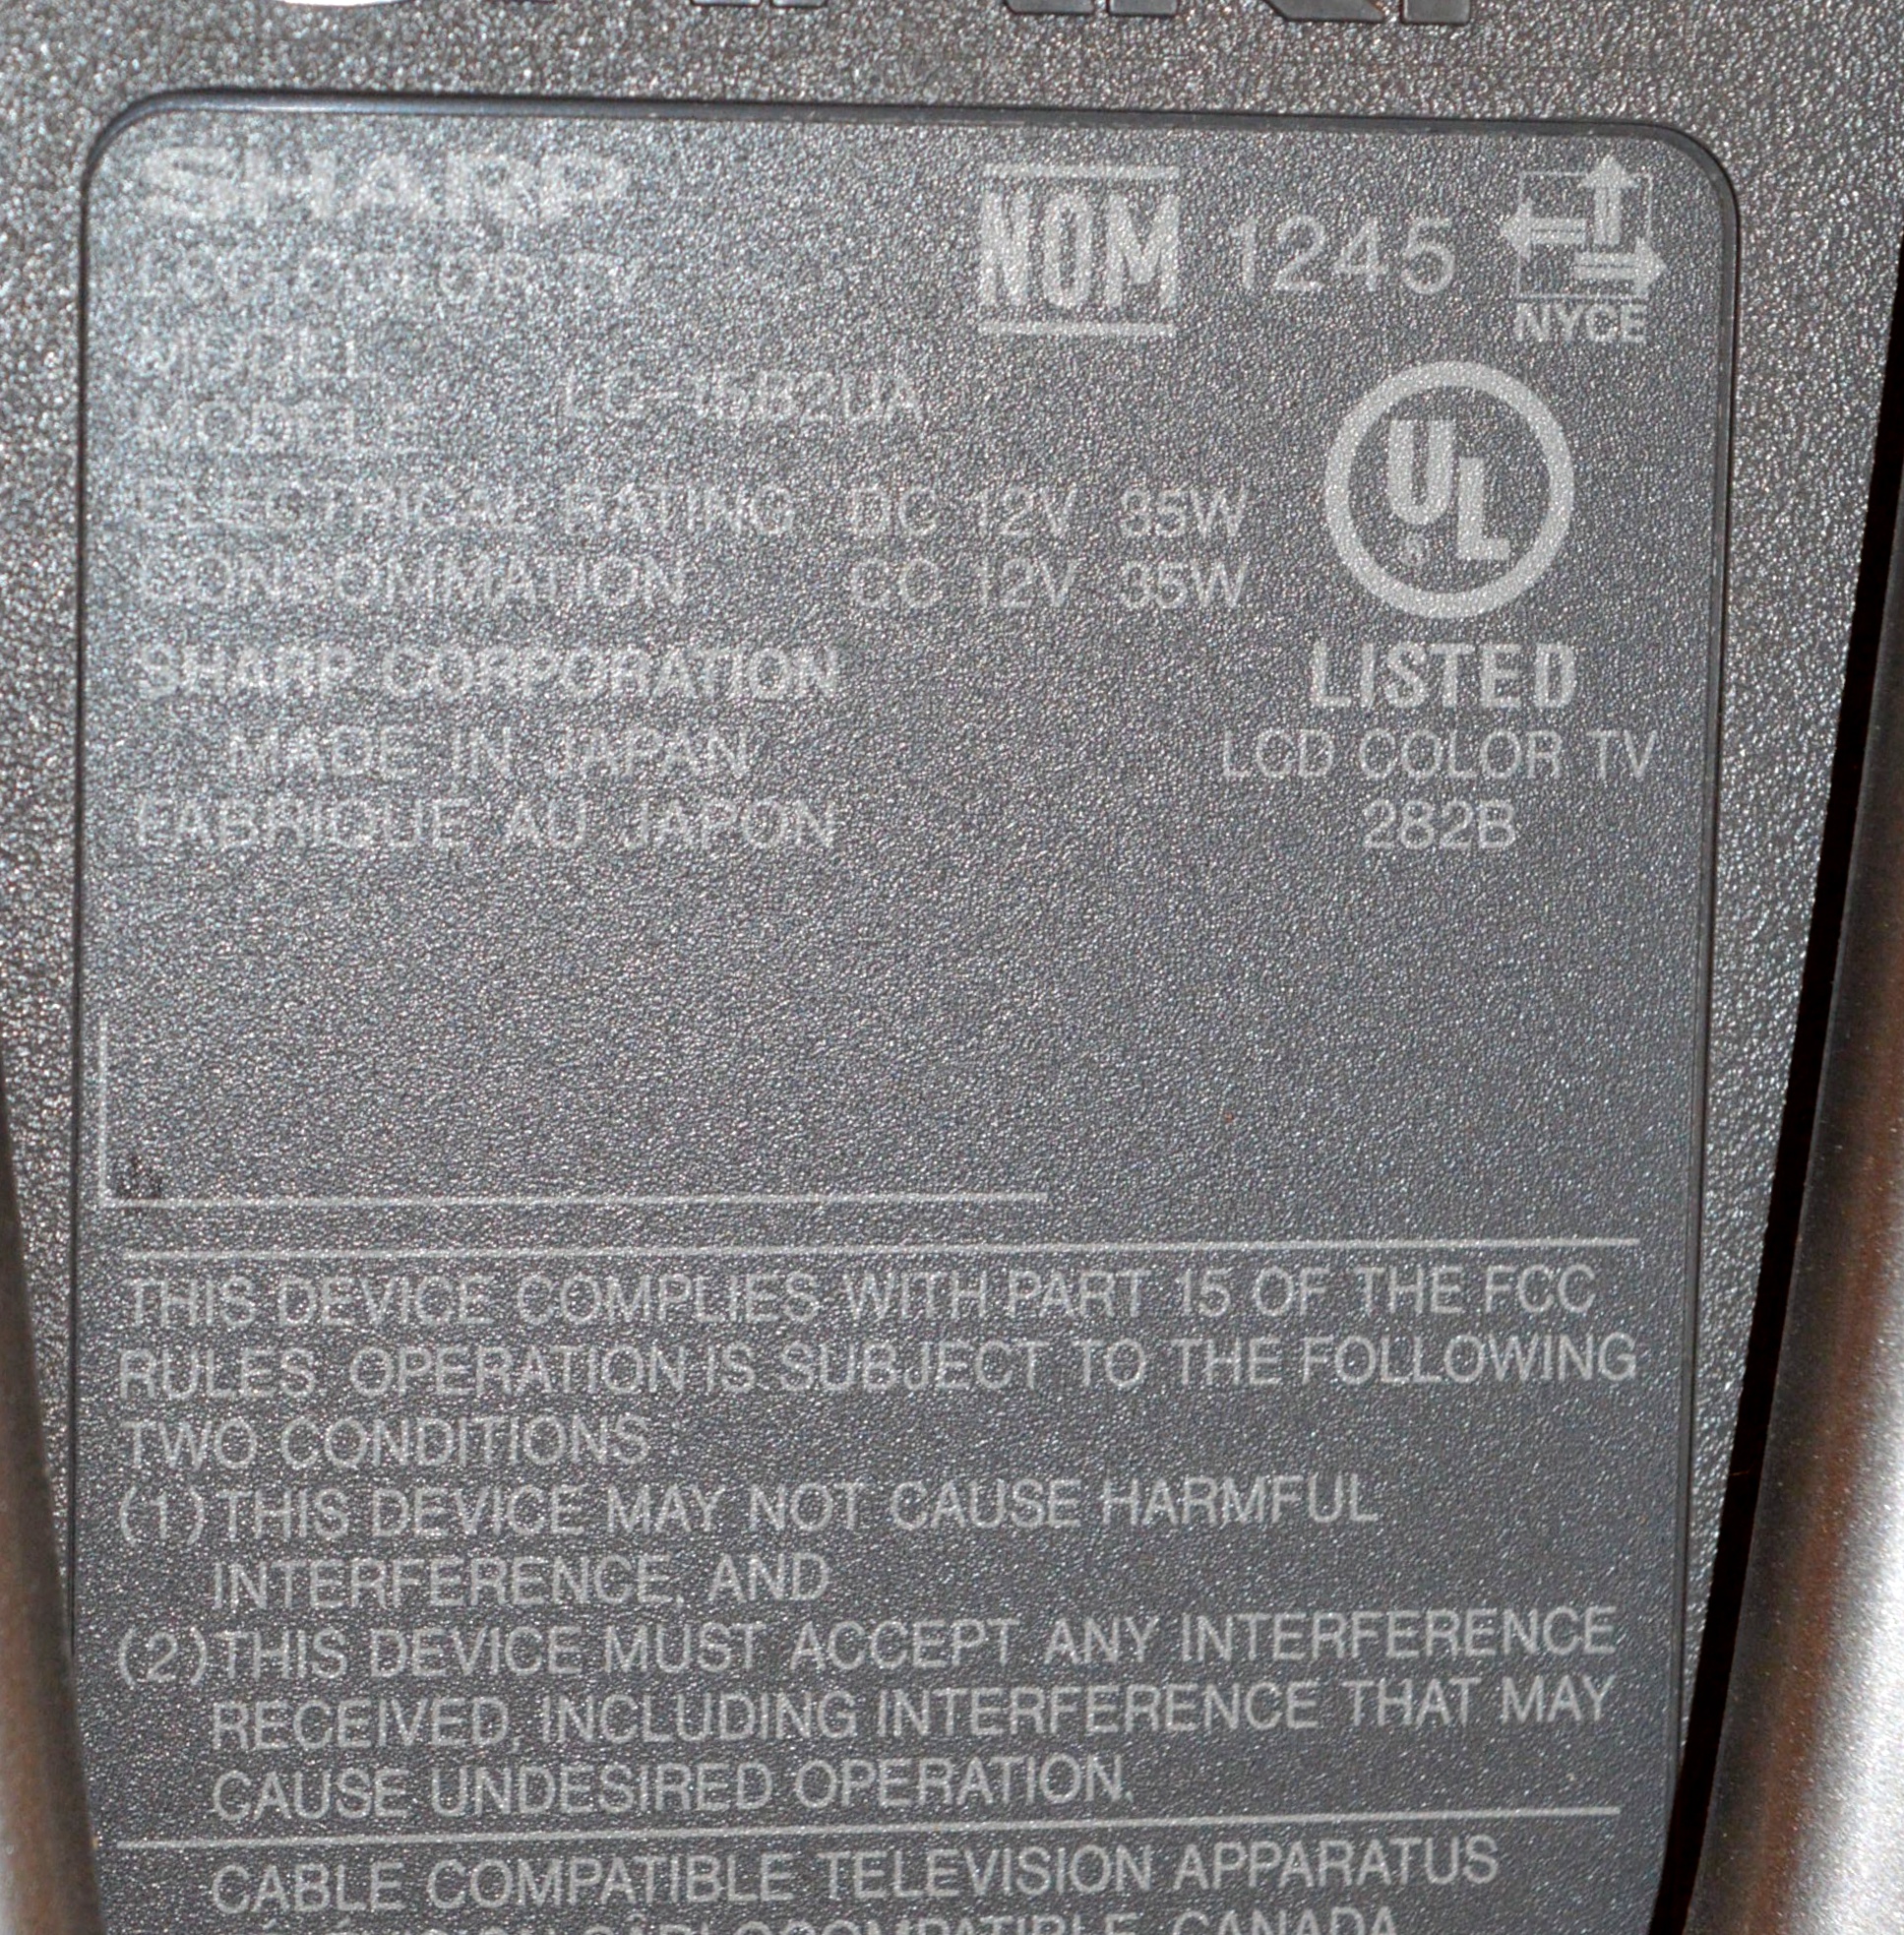 SHARP
LCD COLOR TV
NOM 1245 NYCE
MODEL
MODELE LC-15B2UA
UL
®
ELECTRICAL RATING DC 12V 35W
CONSOMMATION CC 12V 35W
SHARP CORPORATION
MADE IN JAPAN
FABRIQUE AU JAPON
LISTED
LCD COLOR TV
282B
THIS DEVICE COMPLIES WITH PART 15 OF THE FCC
RULES. OPERATION IS SUBJECT TO THE FOLLOWING
TWO CONDITIONS:
(1) THIS DEVICE MAY NOT CAUSE HARMFUL
INTERFERENCE, AND
(2) THIS DEVICE MUST ACCEPT ANY INTERFERENCE
RECEIVED, INCLUDING INTERFERENCE THAT MAY
CAUSE UNDESIRED OPERATION.
CABLE COMPATIBLE TELEVISION APPARATUS
CANADA